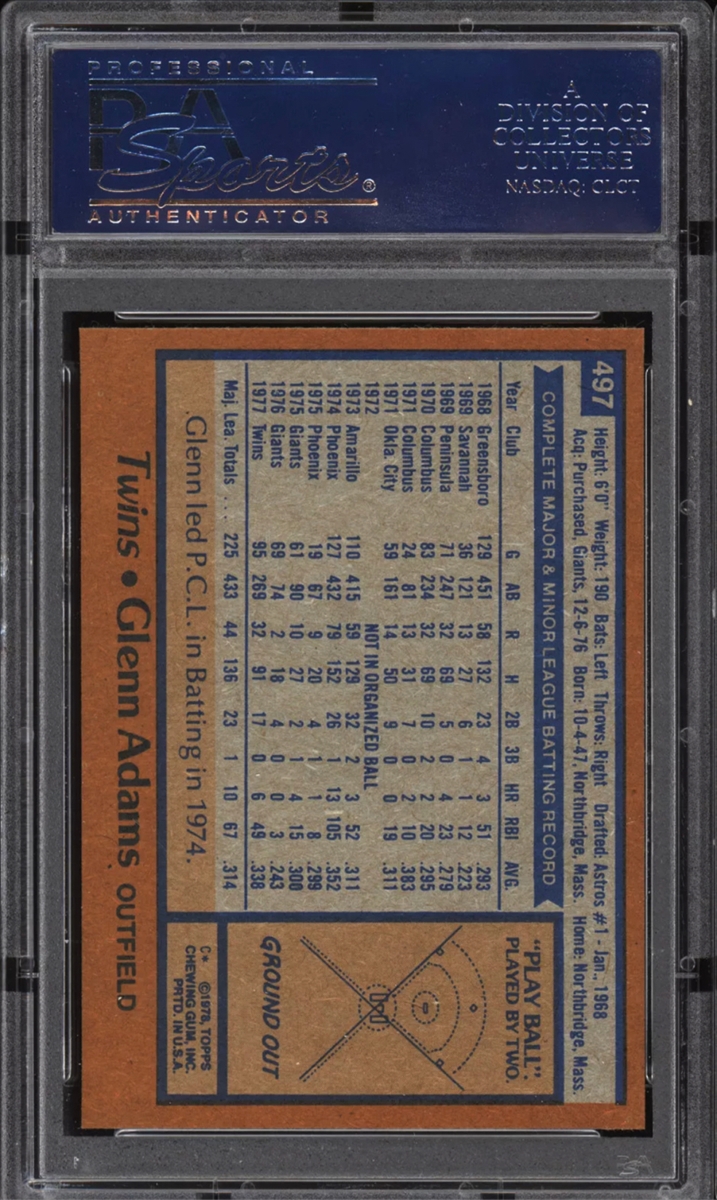 PROFESSIONAL
PSA
Sports®
AUTHENTICATOR
A
DIVISION OF
COLLECTORS
UNIVERSE
NASDAQ: CLCT
497
Height: 6'0" Weight: 190 Bats: Left Throws: Right Drafted: Astros #1 - Jan., 1968
Acq: Purchased, Giants, 12-6-76 Born: 10-4-47, Northbridge, Mass. Home: Northbridge, Mass.
COMPLETE MAJOR & MINOR LEAGUE BATTING RECORD
Year Club G AB R H 2B 3B HR RBI AVG.
1968 Greensboro 129 451 58 132 23 4 3 51 .293
1969 Savannah 36 121 13 27 6 1 1 12 .223
1969 Peninsula 71 247 32 69 5 0 4 23 .279
1970 Columbus 83 234 32 69 10 2 2 20 .295
1971 Columbus 24 81 13 31 7 0 2 10 .383
1971 Okla. City 59 161 14 50 9 0 0 19 .311
1972 NOT IN ORGANIZED BALL
1973 Amarillo 110 415 59 129 32 2 3 52 .311
1974 Phoenix 127 432 79 152 26 1 13 105 .352
1975 Phoenix 19 67 9 20 4 1 1 8 .299
1975 Giants 61 90 10 27 2 1 4 15 .300
1976 Giants 69 74 2 18 4 0 0 3 .243
1977 Twins 95 269 32 91 17 0 6 49 .338
Maj. Lea. Totals . . . 225 433 44 136 23 1 10 67 .314
Glenn led P.C.L. in Batting in 1974.
"PLAY BALL".
PLAYED BY TWO.
GROUND OUT
C* ©1978, TOPPS
CHEWING GUM, INC.
PRTD. IN U.S.A.
Twins • Glenn Adams OUTFIELD